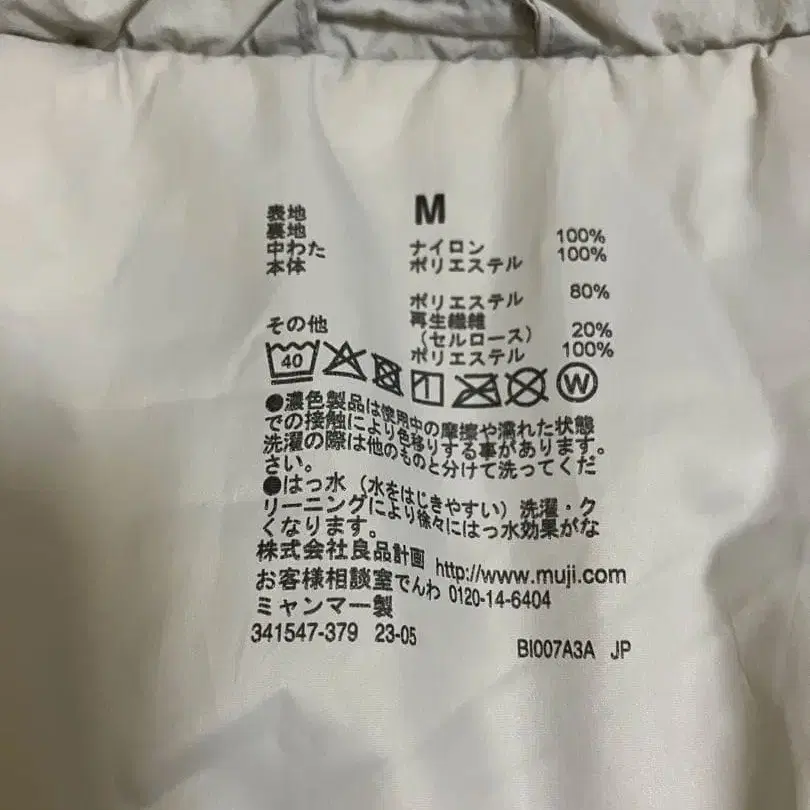 M
表地 ナイロン 100%
裏地 ポリエステル 100%
中わた
本体 ポリエステル 80%
再生繊維
(セルロース) 20%
その他 ポリエステル 100%
40 W
●濃色製品は使用中の摩擦や濡れた状態
での接触により色移りする事があります。
洗濯の際は他のものと分けて洗ってくだ
さい。
●はっ水(水をはじきやすい)洗濯・ク
リーニングにより徐々にはっ水効果がな
くなります。
株式会社良品計画 http://www.muji.com
お客様相談室でんわ 0120-14-6404
ミャンマー製
341547-379 23-05 BI007A3A JP